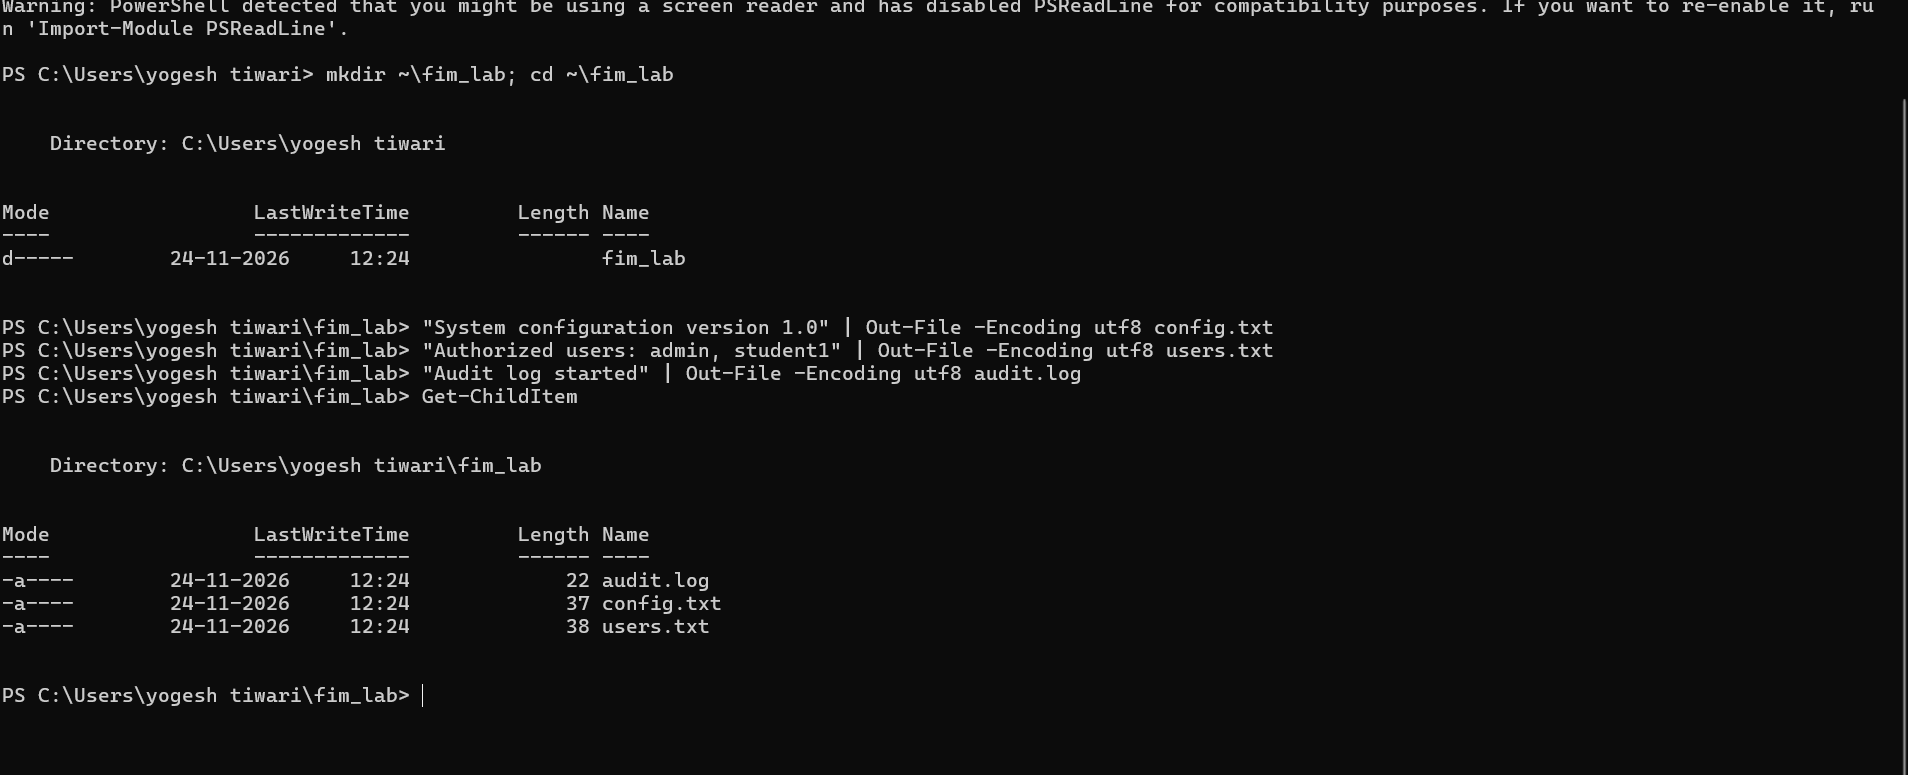 Warning: PowerShell detected that you might be using a screen reader and has disabled PSReadLine for compatibility purposes. If you want to re-enable it, ru
n 'Import-Module PSReadLine'.
PS C:\Users\yogesh tiwari> mkdir ~\fim_lab; cd ~\fim_lab
    Directory: C:\Users\yogesh tiwari
Mode                 LastWriteTime         Length Name
----                 -------------         ------ ----
d-----        24-11-2026     12:24                fim_lab
PS C:\Users\yogesh tiwari\fim_lab> "System configuration version 1.0" | Out-File -Encoding utf8 config.txt
PS C:\Users\yogesh tiwari\fim_lab> "Authorized users: admin, student1" | Out-File -Encoding utf8 users.txt
PS C:\Users\yogesh tiwari\fim_lab> "Audit log started" | Out-File -Encoding utf8 audit.log
PS C:\Users\yogesh tiwari\fim_lab> Get-ChildItem
    Directory: C:\Users\yogesh tiwari\fim_lab
Mode                 LastWriteTime         Length Name
----                 -------------         ------ ----
-a----        24-11-2026     12:24             22 audit.log
-a----        24-11-2026     12:24             37 config.txt
-a----        24-11-2026     12:24             38 users.txt
PS C:\Users\yogesh tiwari\fim_lab>